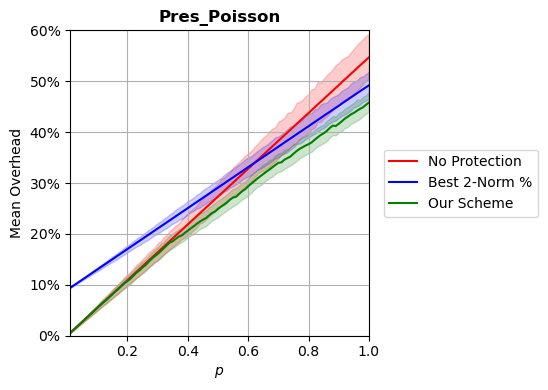 Pres_Poisson
60%
50%
40%
30%
20%
10%
0%
Mean Overhead
0.2
0.4
0.6
0.8
1.0
p
No Protection
Best 2-Norm %
Our Scheme